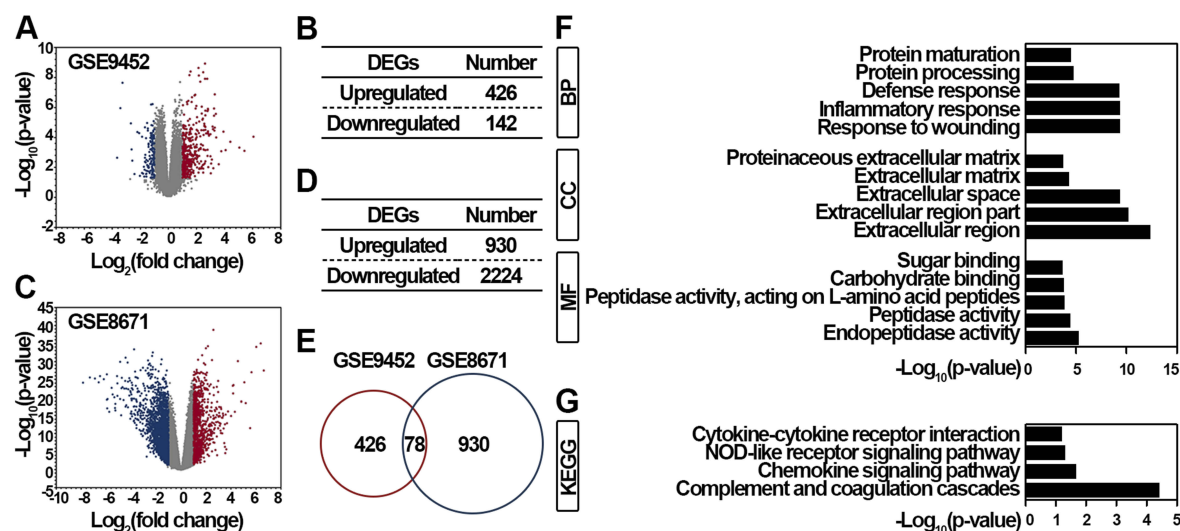 A
GSE9452
-Log10(p-value)
10
8
6
4
2
0
-2
-8 -6 -4 -2 0 2 4 6 8
Log2(fold change)
B
DEGs Number
Upregulated 426
Downregulated 142
C
GSE8671
-Log10(p-value)
45
40
35
30
25
20
15
10
5
0
-5
-10 -8 -6 -4 -2 0 2 4 6 8
Log2(fold change)
D
DEGs Number
Upregulated 930
Downregulated 2224
E
GSE9452 GSE8671
426 78 930
F
BP
Protein maturation
Protein processing
Defense response
Inflammatory response
Response to wounding
CC
Proteinaceous extracellular matrix
Extracellular matrix
Extracellular space
Extracellular region part
Extracellular region
MF
Sugar binding
Carbohydrate binding
Peptidase activity, acting on L-amino acid peptides
Peptidase activity
Endopeptidase activity
0 5 10 15
-Log10(p-value)
G
KEGG
Cytokine-cytokine receptor interaction
NOD-like receptor signaling pathway
Chemokine signaling pathway
Complement and coagulation cascades
0 1 2 3 4 5
-Log10(p-value)